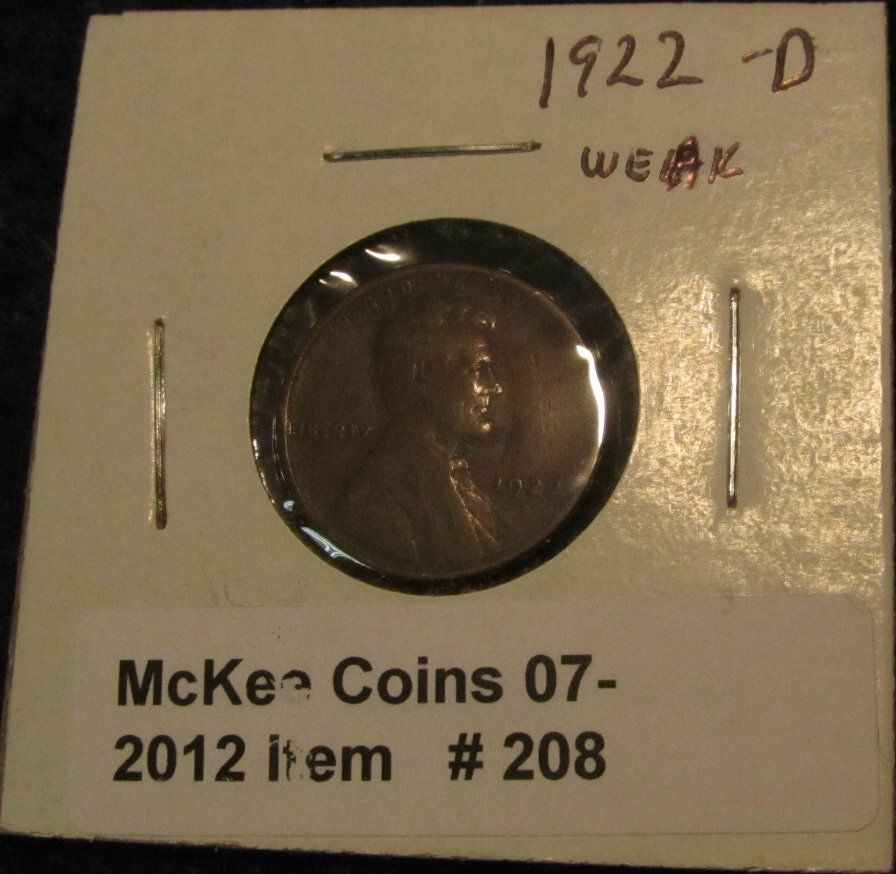 1922 -D
WEAK
LIBERTY
McKee Coins 07-
2012 item # 208